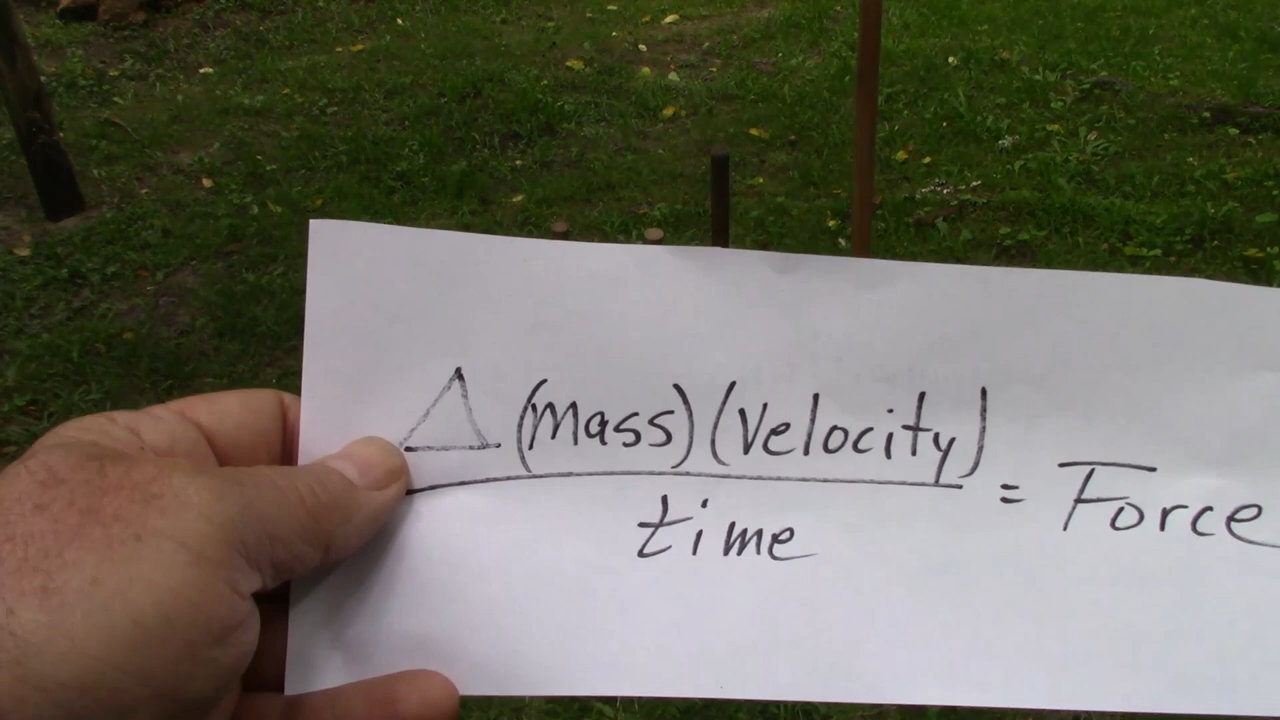 Δ (mass)(velocity)
= Force
time